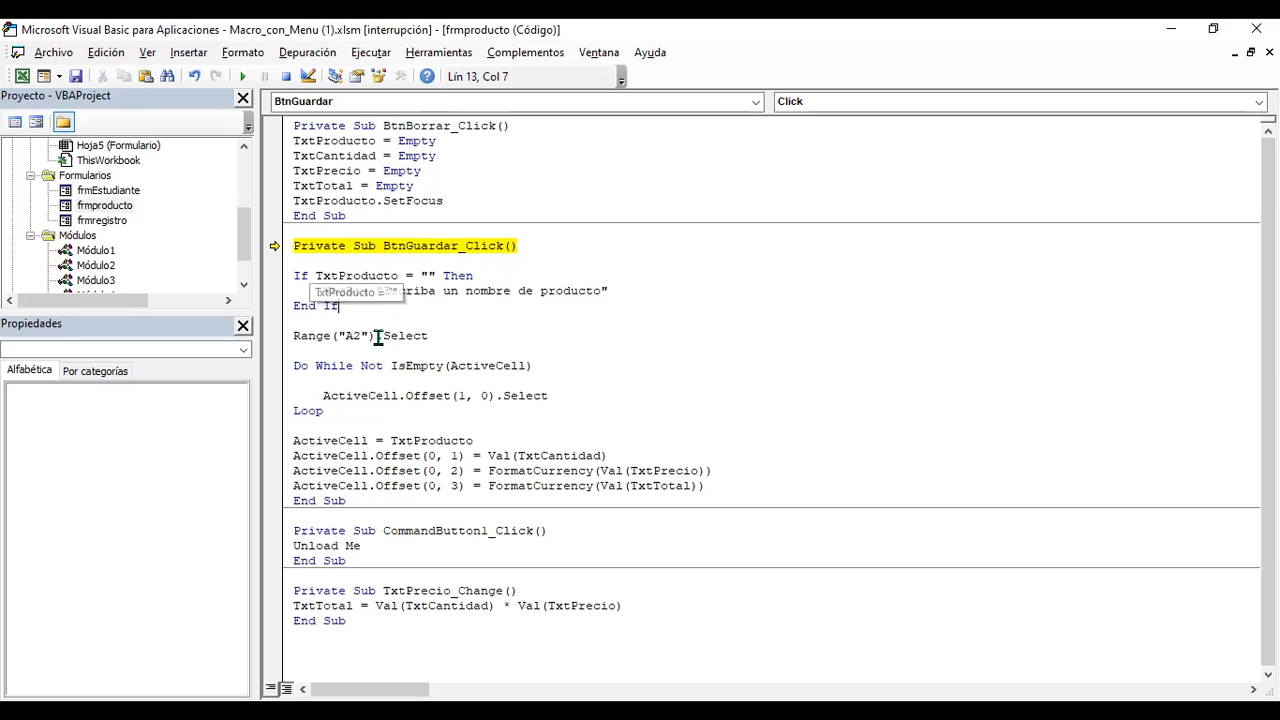 Microsoft Visual Basic para Aplicaciones - Macro_con_Menu (1).xlsm [interrupción] - [frmproducto (Código)]
Archivo Edición Ver Insertar Formato Depuración Ejecutar Herramientas Complementos Ventana Ayuda
Lín 13, Col 7
Proyecto - VBAProject
Hoja5 (Formulario)
ThisWorkbook
Formularios
frmEstudiante
frmproducto
frmregistro
Módulos
Módulo1
Módulo2
Módulo3
Propiedades
Alfabética Por categorías
BtnGuardar Click
Private Sub BtnBorrar_Click()
TxtProducto = Empty
TxtCantidad = Empty
TxtPrecio = Empty
TxtTotal = Empty
TxtProducto.SetFocus
End Sub
Private Sub BtnGuardar_Click()
If TxtProducto = "" Then
TxtProducto = "" criba un nombre de producto"
End If
Range("A2").Select
Do While Not IsEmpty(ActiveCell)
ActiveCell.Offset(1, 0).Select
Loop
ActiveCell = TxtProducto
ActiveCell.Offset(0, 1) = Val(TxtCantidad)
ActiveCell.Offset(0, 2) = FormatCurrency(Val(TxtPrecio))
ActiveCell.Offset(0, 3) = FormatCurrency(Val(TxtTotal))
End Sub
Private Sub CommandButton1_Click()
Unload Me
End Sub
Private Sub TxtPrecio_Change()
TxtTotal = Val(TxtCantidad) * Val(TxtPrecio)
End Sub